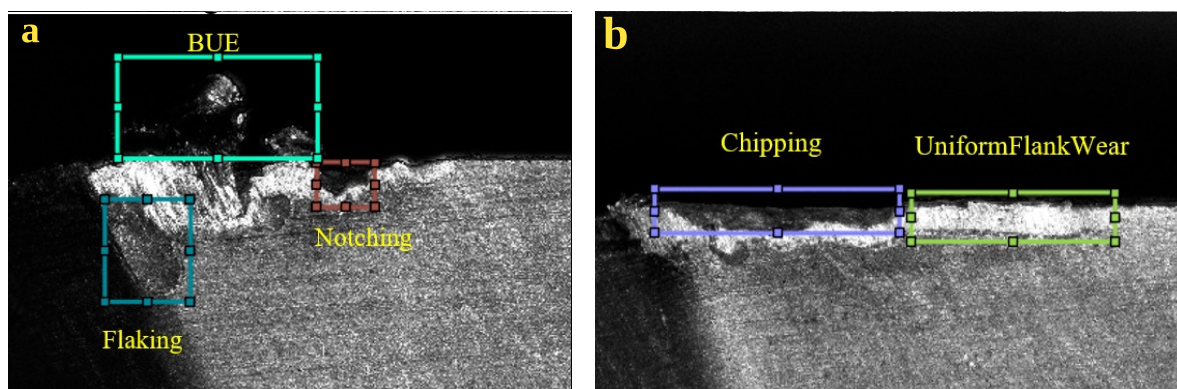 a
BUE
Notching
Flaking
b
Chipping
UniformFlankWear